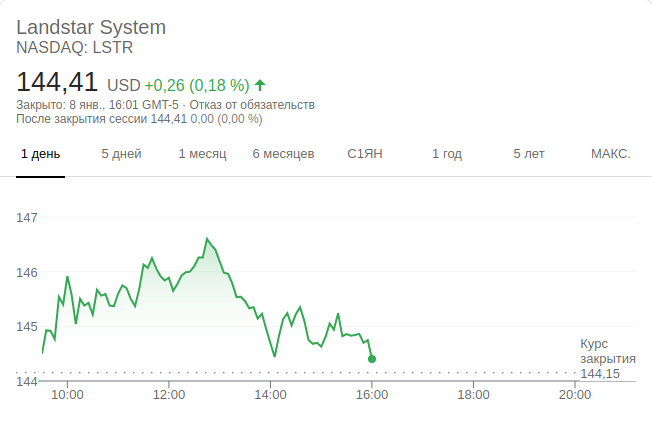 Landstar System
NASDAQ: LSTR
144,41 USD +0,26 (0,18 %)
Закрыто: 8 янв., 16:01 GMT-5 · Отказ от обязательств
После закрытия сессии 144,41 0,00 (0,00 %)
1 день 5 дней 1 месяц 6 месяцев С1ЯН 1 год 5 лет МАКС.
147
146
145
Курс
закрытия
144,15
144
10:00 12:00 14:00 16:00 18:00 20:00